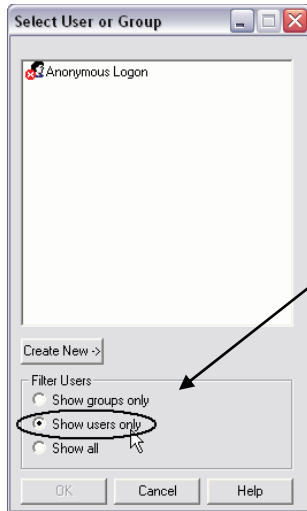 Select User or Group
Anonymous Logon
Create New ->
Filter Users
Show groups only
Show users only
Show all
OK
Cancel
Help